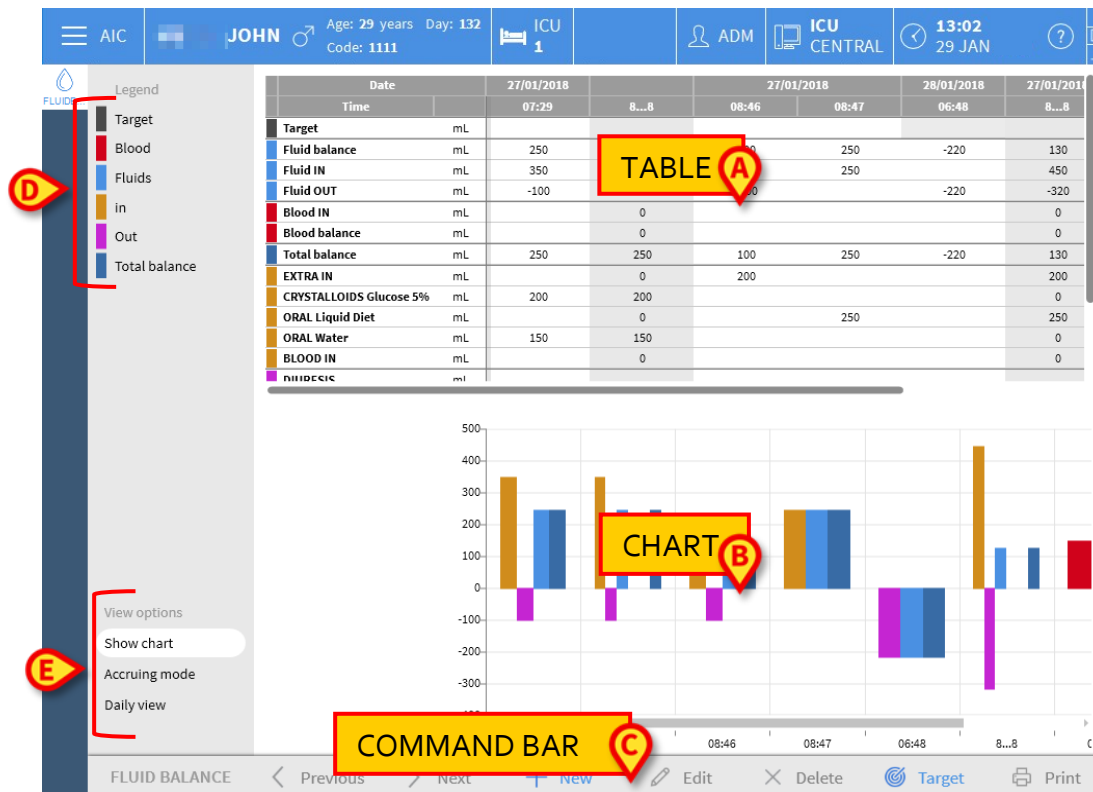 AIC JOHN Age: 29 years Day: 132 Code: 1111 ICU 1 ADM ICU CENTRAL 13:02 29 JAN ?
Legend
Target
Blood
Fluids
in
Out
Total balance
D
Date 27/01/2018 27/01/2018 28/01/2018 27/01/201
Time 07:29 8...8 08:46 08:47 06:48 8...8
Target mL
Fluid balance mL 250 250 -220 130
Fluid IN mL 350 250 450
Fluid OUT mL -100 -220 -320
Blood IN mL 0 0
Blood balance mL 0 0
Total balance mL 250 250 100 250 -220 130
EXTRA IN mL 0 200 200
CRYSTALLOIDS Glucose 5% mL 200 200 0
ORAL Liquid Diet mL 0 250 250
ORAL Water mL 150 150 0
BLOOD IN mL 0 0
DIURESIS mL
TABLE A
500
400
300
200
100
0
-100
-200
-300
CHART B
08:46 08:47 06:48 8...8
View options
Show chart
Accruing mode
Daily view
E
COMMAND BAR C
FLUID BALANCE Previous Next New Edit Delete Target Print